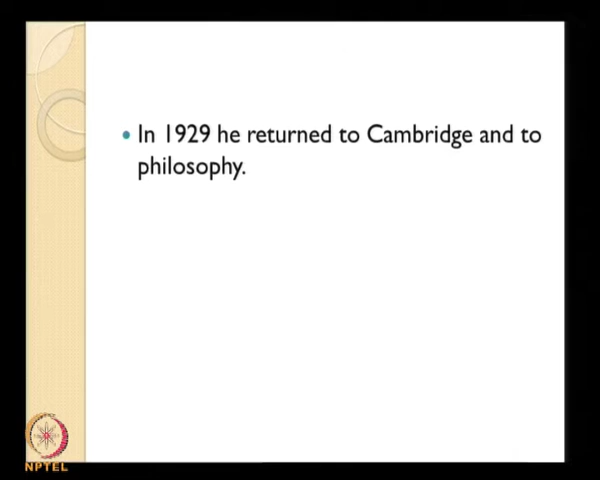 In 1929 he returned to Cambridge and to
philosophy.
NPTEL